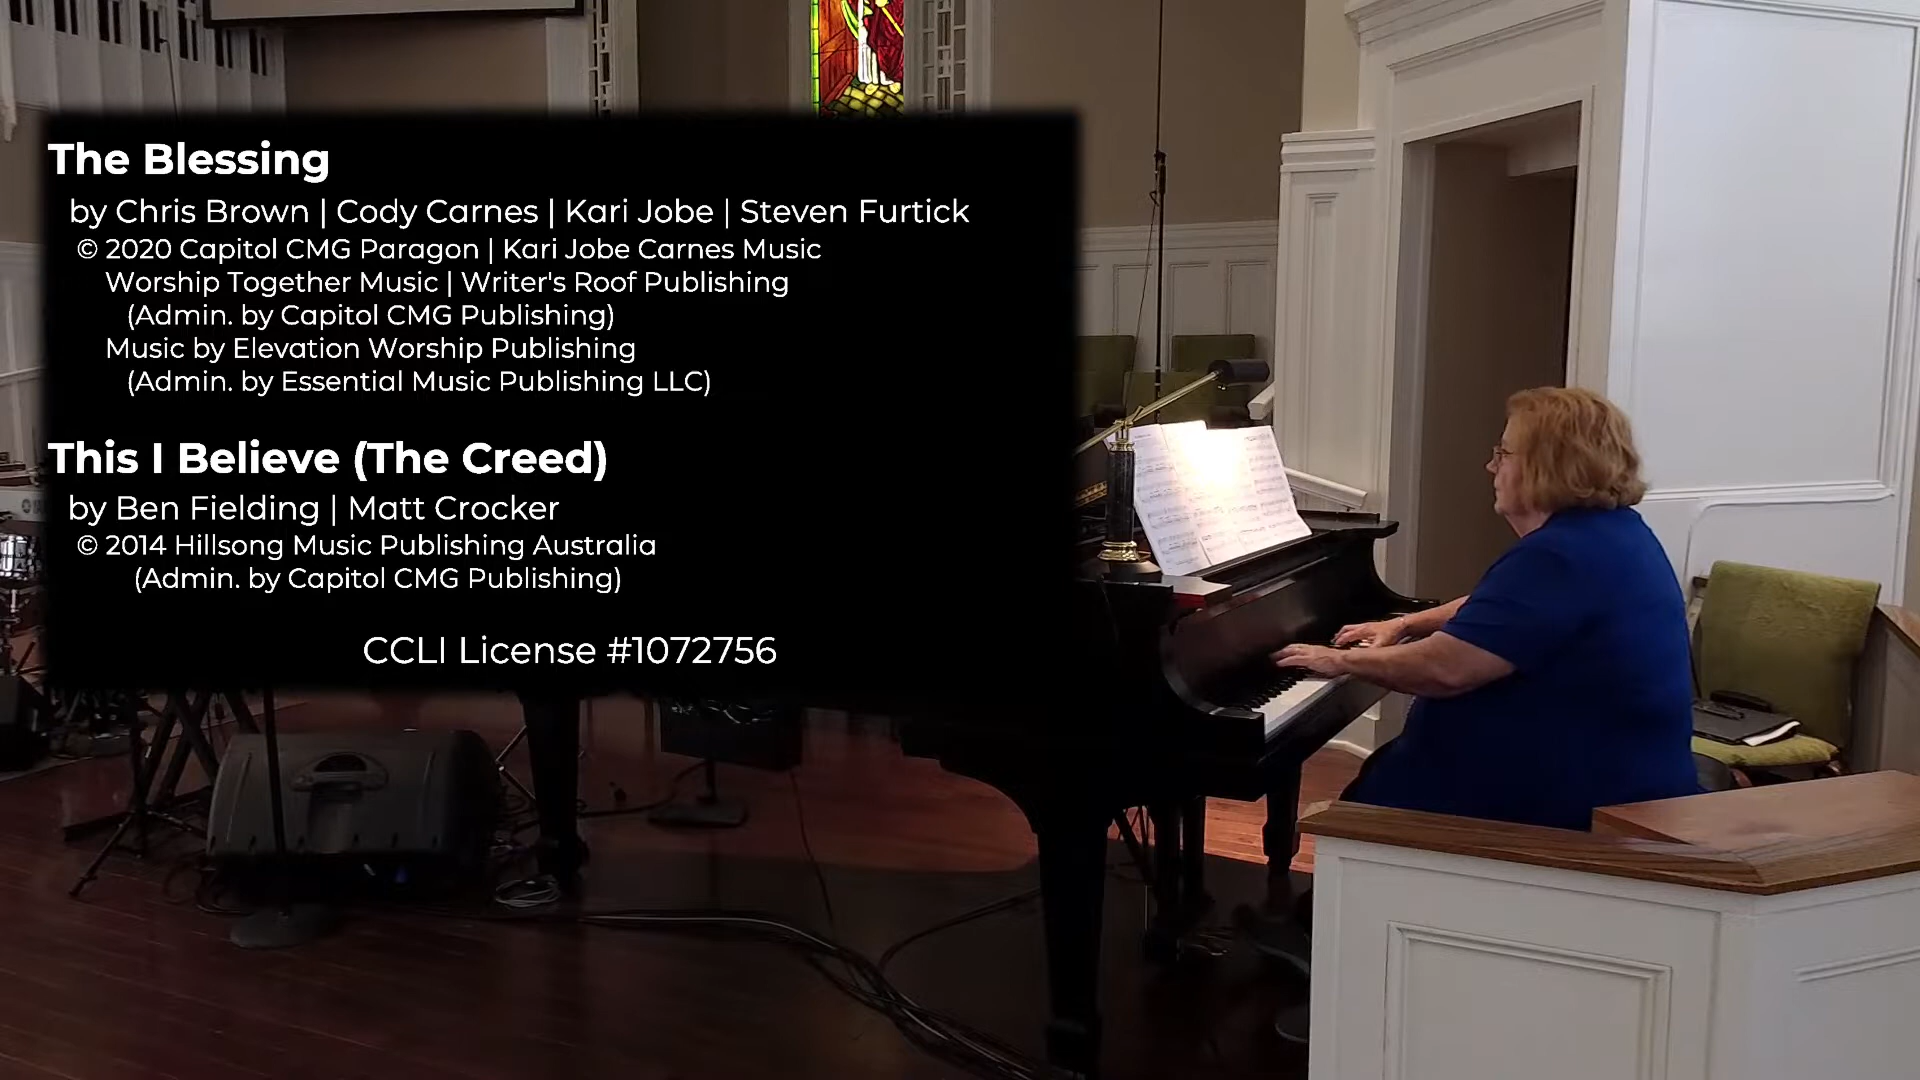 The Blessing
by Chris Brown | Cody Carnes | Kari Jobe | Steven Furtick
© 2020 Capitol CMG Paragon | Kari Jobe Carnes Music
Worship Together Music | Writer's Roof Publishing
(Admin. by Capitol CMG Publishing)
Music by Elevation Worship Publishing
(Admin. by Essential Music Publishing LLC)
This I Believe (The Creed)
by Ben Fielding | Matt Crocker
© 2014 Hillsong Music Publishing Australia
(Admin. by Capitol CMG Publishing)
CCLI License #1072756